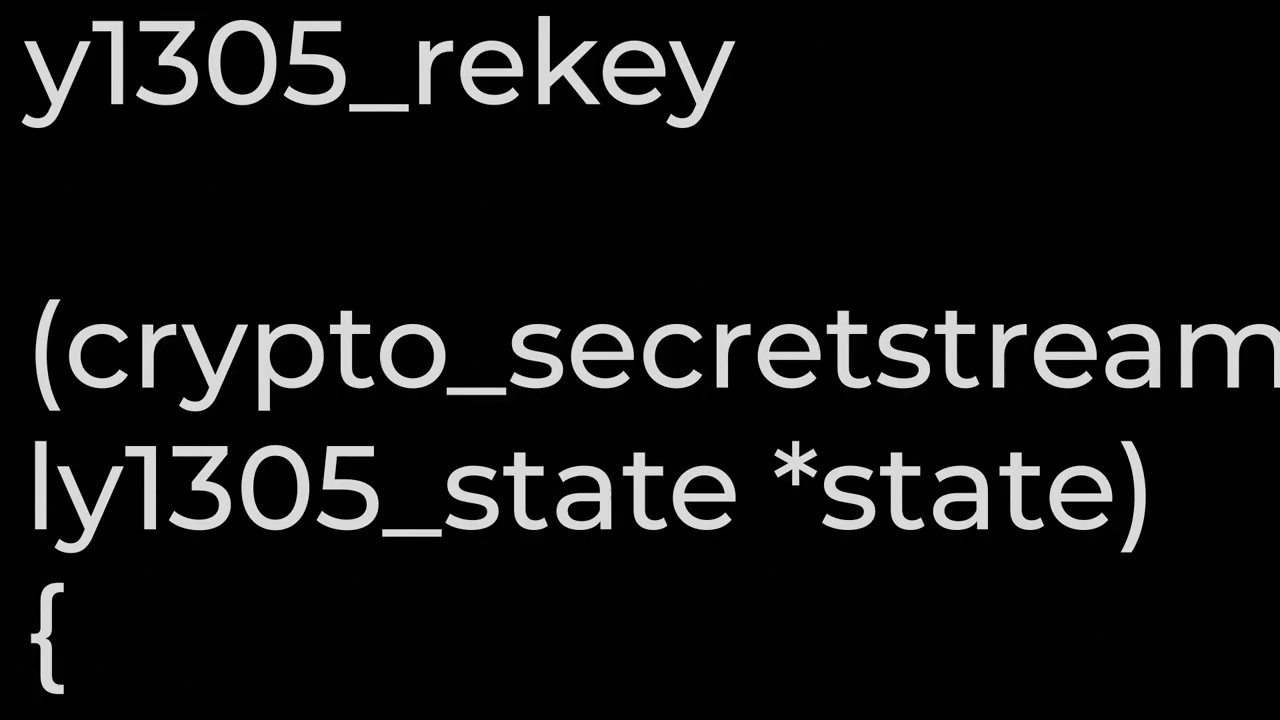 y1305_rekey
(crypto_secretstream
ly1305_state *state)
{